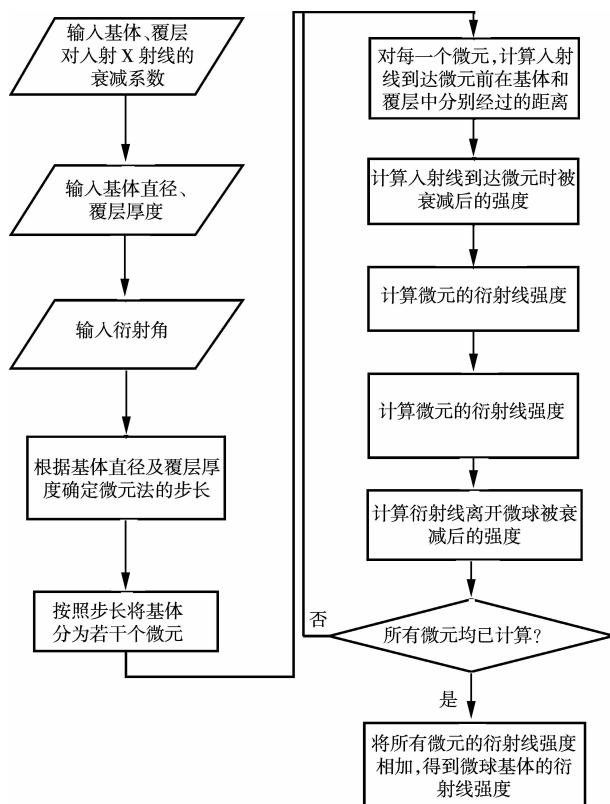 输入基体、覆层
对入射 X 射线的
衰减系数
输入基体直径、
覆层厚度
输入衍射角
根据基体直径及覆层厚
度确定微元法的步长
按照步长将基体
分为若干个微元
对每一个微元,计算入射
线到达微元前在基体和
覆层中分别经过的距离
计算入射线到达微元时被
衰减后的强度
计算微元的衍射线强度
计算微元的衍射线强度
计算衍射线离开微球被衰
减后的强度
所有微元均已计算?
否
是
将所有微元的衍射线强度
相加,得到微球基体的衍
射线强度